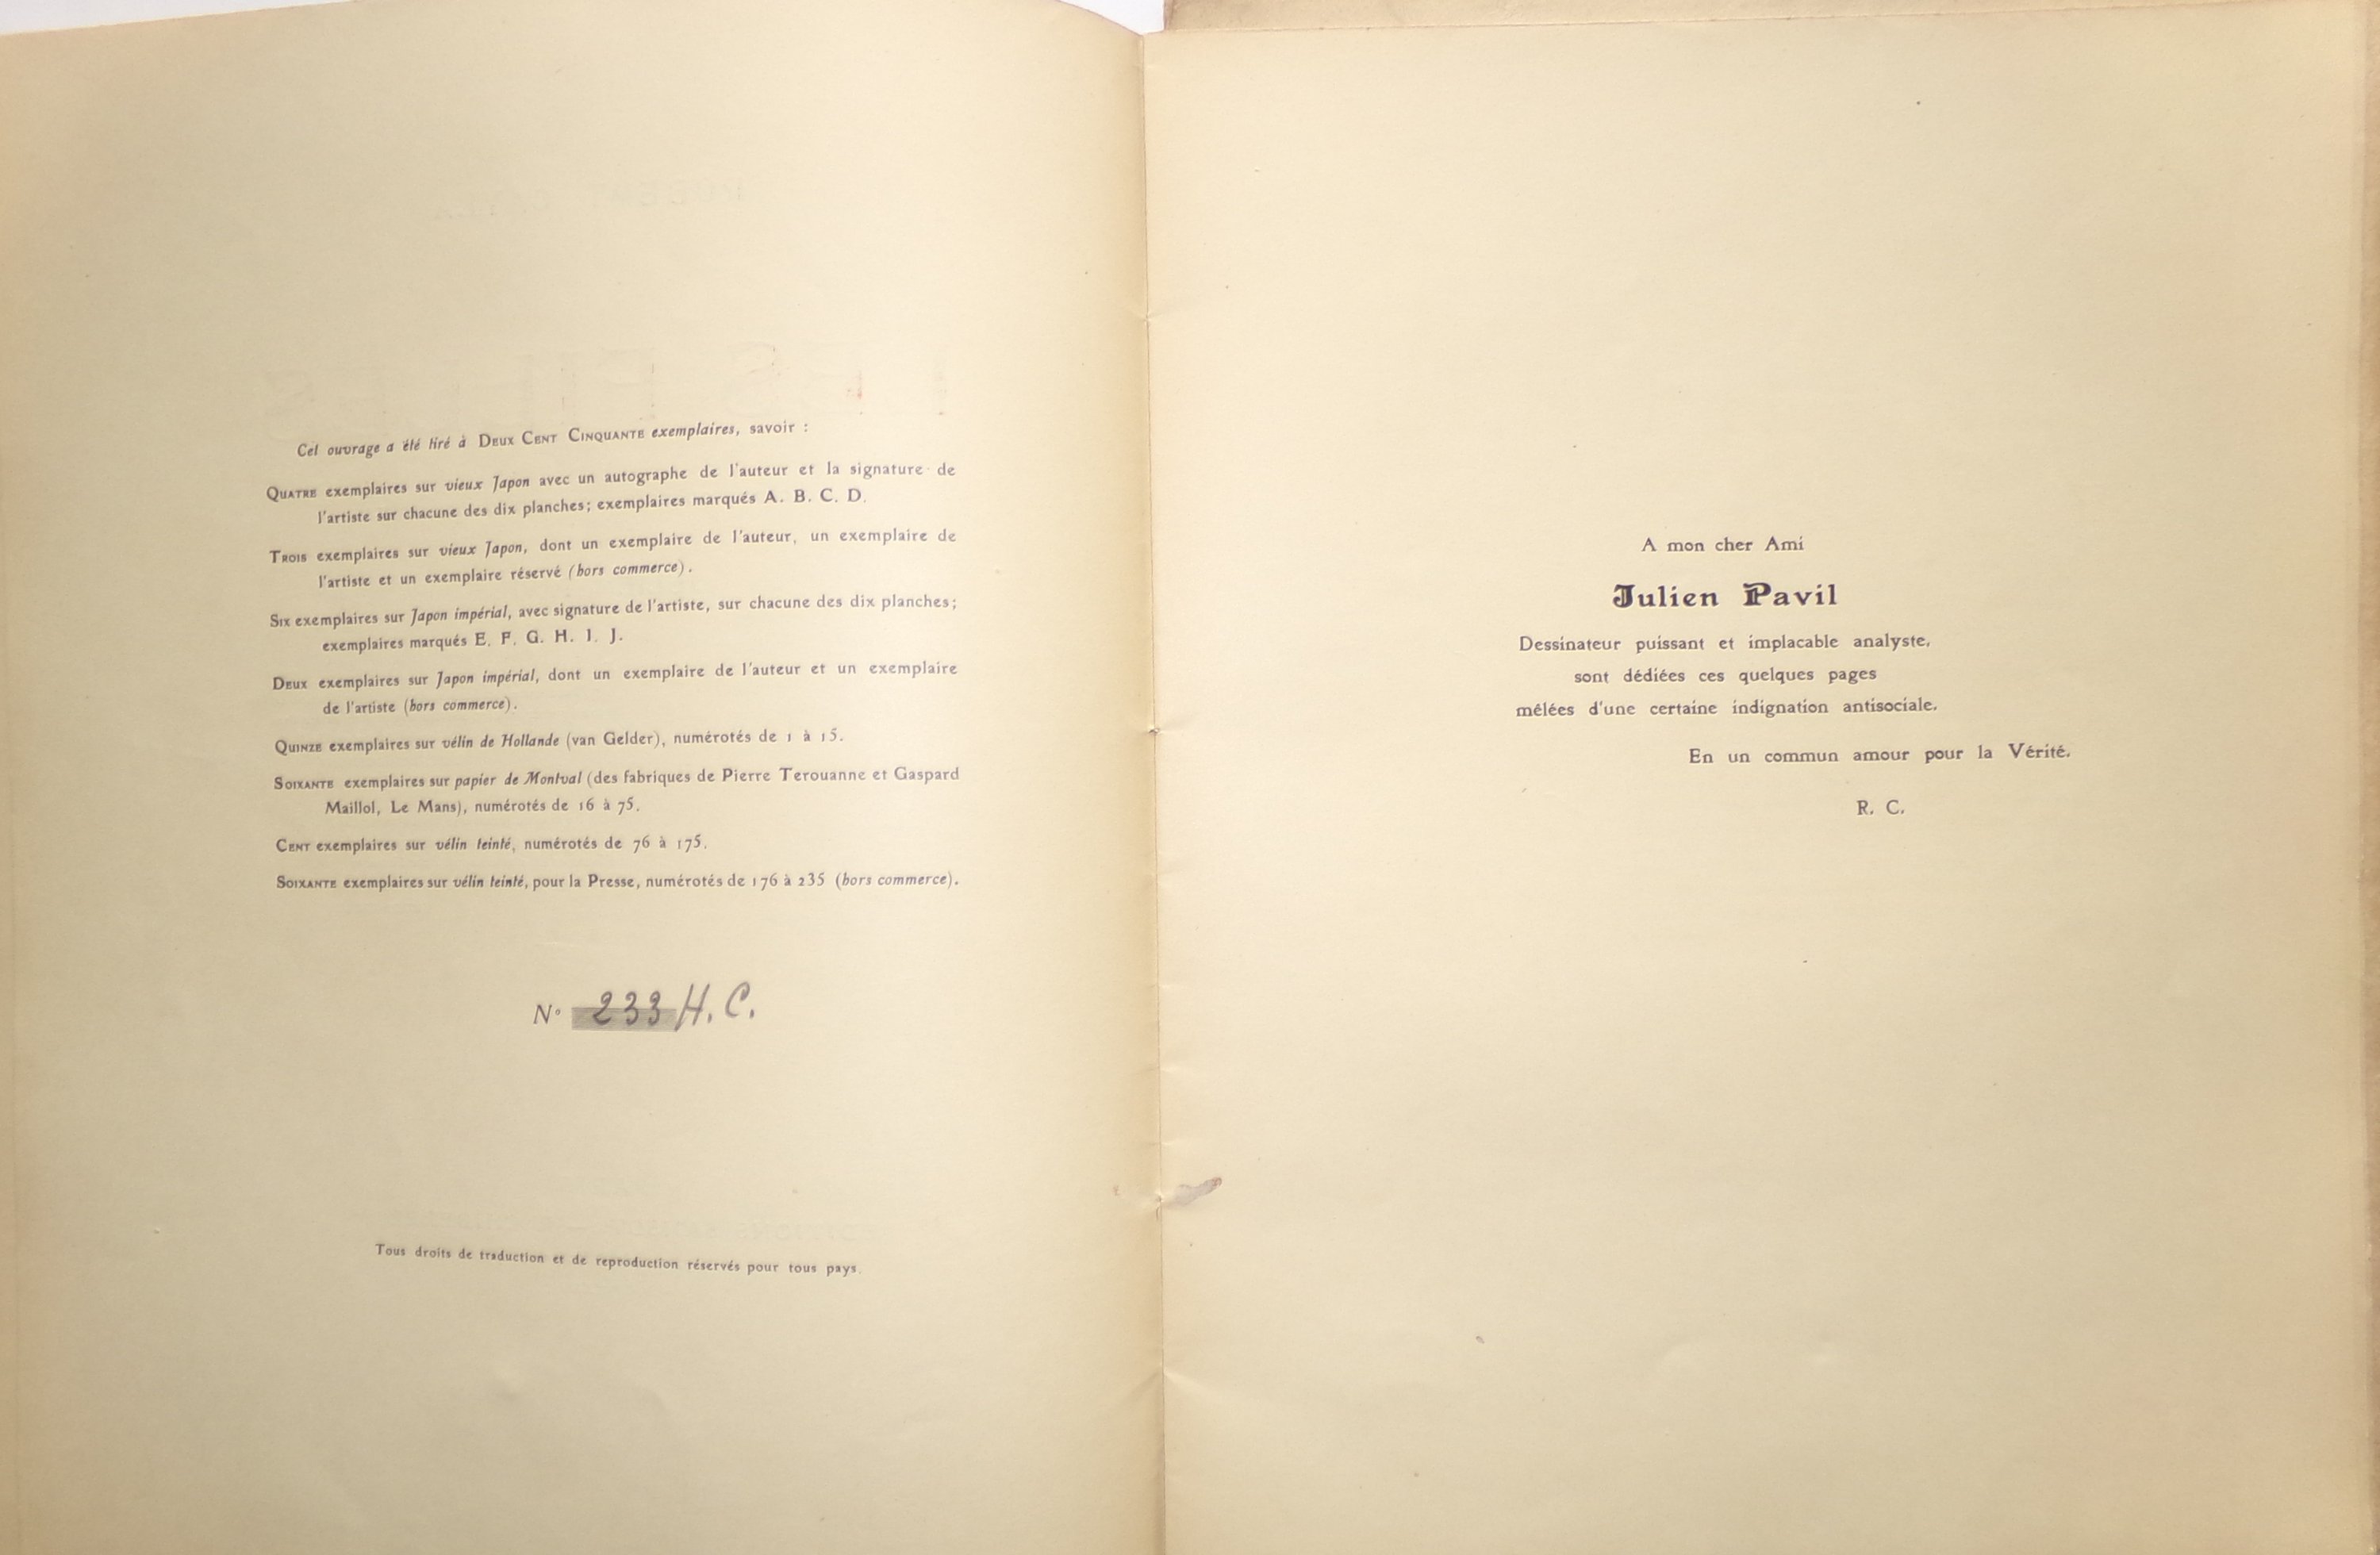 Cet ouvrage a été tiré à Deux Cent Cinquante exemplaires, savoir :
Quatre exemplaires sur vieux Japon avec un autographe de l'auteur et la signature de
l'artiste sur chacune des dix planches; exemplaires marqués A. B. C. D.
Trois exemplaires sur vieux Japon, dont un exemplaire de l'auteur, un exemplaire de
l'artiste et un exemplaire réservé (hors commerce).
Six exemplaires sur Japon impérial, avec signature de l'artiste, sur chacune des dix planches;
exemplaires marqués E. F. G. H. I. J.
Deux exemplaires sur Japon impérial, dont un exemplaire de l'auteur et un exemplaire
de l'artiste (hors commerce).
Quinze exemplaires sur vélin de Hollande (van Gelder), numérotés de 1 à 15.
Soixante exemplaires sur papier de Montval (des fabriques de Pierre Terouanne et Gaspard
Maillol, Le Mans), numérotés de 16 à 75.
Cent exemplaires sur vélin teinté, numérotés de 76 à 175.
Soixante exemplaires sur vélin teinté, pour la Presse, numérotés de 176 à 235 (hors commerce).
N° 233 H. C.
Tous droits de traduction et de reproduction réservés pour tous pays.
A mon cher Ami
Julien Pavil
Dessinateur puissant et implacable analyste,
sont dédiées ces quelques pages
mêlées d'une certaine indignation antisociale.
En un commun amour pour la Vérité.
R. C.